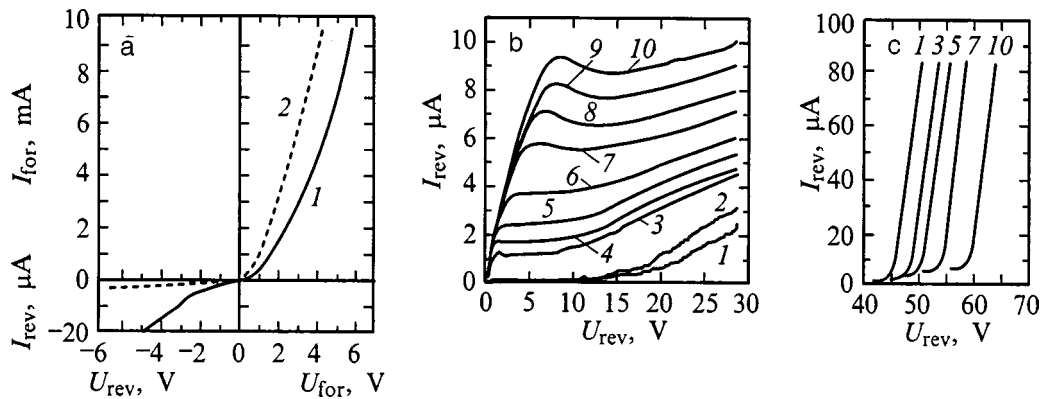 10
8
6
4
2
0
−20
I_for, mA
I_rev, μA
ā
2
1
−6 −4 −2 0 2 4 6
U_rev, V U_for, V
10
8
6
4
2
0
I_rev, μA
b
9
10
8
7
6
5
4
3
2
1
0 5 10 15 20 25 30
U_rev, V
100
80
60
40
20
0
I_rev, μA
c 1 3 5 7 10
40 50 60 70
U_rev, V